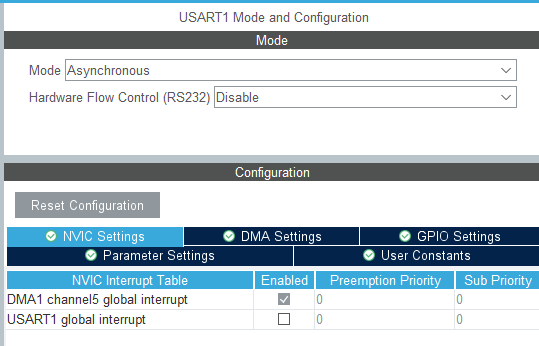 USART1 Mode and Configuration
Mode
Mode Asynchronous
Hardware Flow Control (RS232) Disable
Configuration
Reset Configuration
NVIC Settings DMA Settings GPIO Settings
Parameter Settings User Constants
NVIC Interrupt Table Enabled Preemption Priority Sub Priority
DMA1 channel5 global interrupt 0 0
USART1 global interrupt 0 0